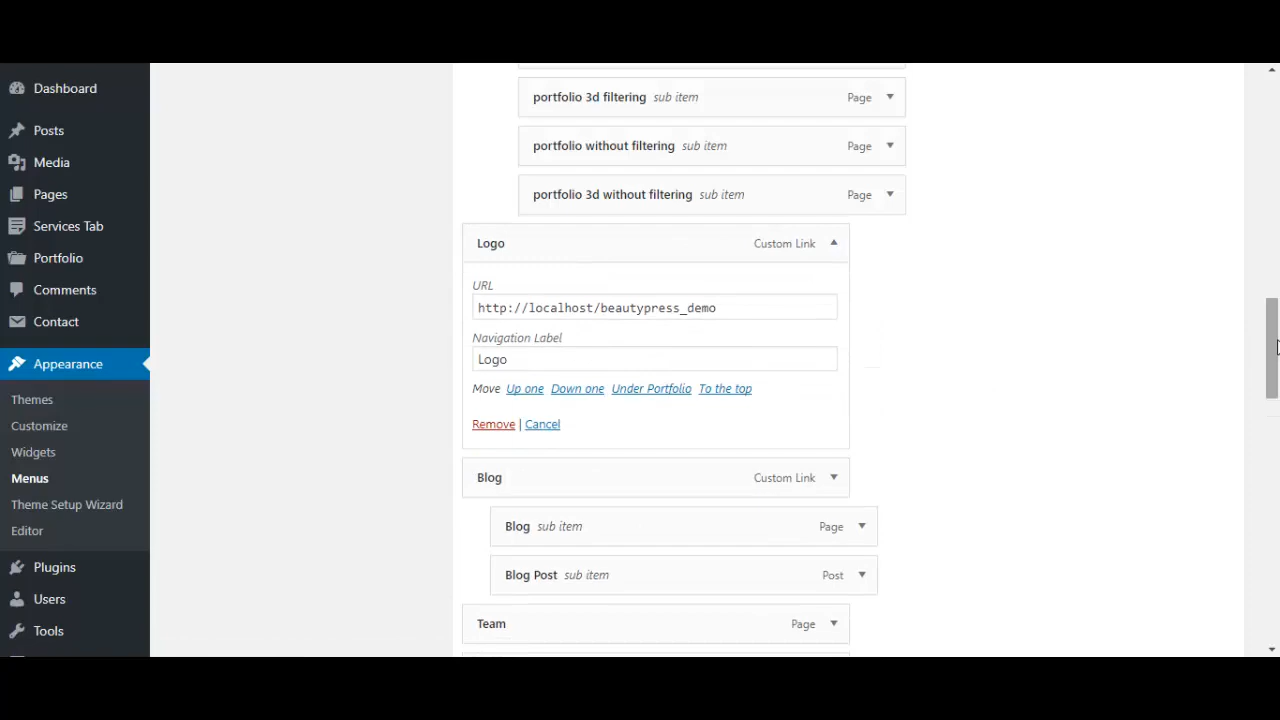 Dashboard
Posts
Media
Pages
Services Tab
Portfolio
Comments
Contact
Appearance
Themes
Customize
Widgets
Menus
Theme Setup Wizard
Editor
Plugins
Users
Tools
portfolio 3d filtering sub item Page
portfolio without filtering sub item Page
portfolio 3d without filtering sub item Page
Logo Custom Link
URL
http://localhost/beautypress_demo
Navigation Label
Logo
Move Up one Down one Under Portfolio To the top
Remove | Cancel
Blog Custom Link
Blog sub item Page
Blog Post sub item Post
Team Page